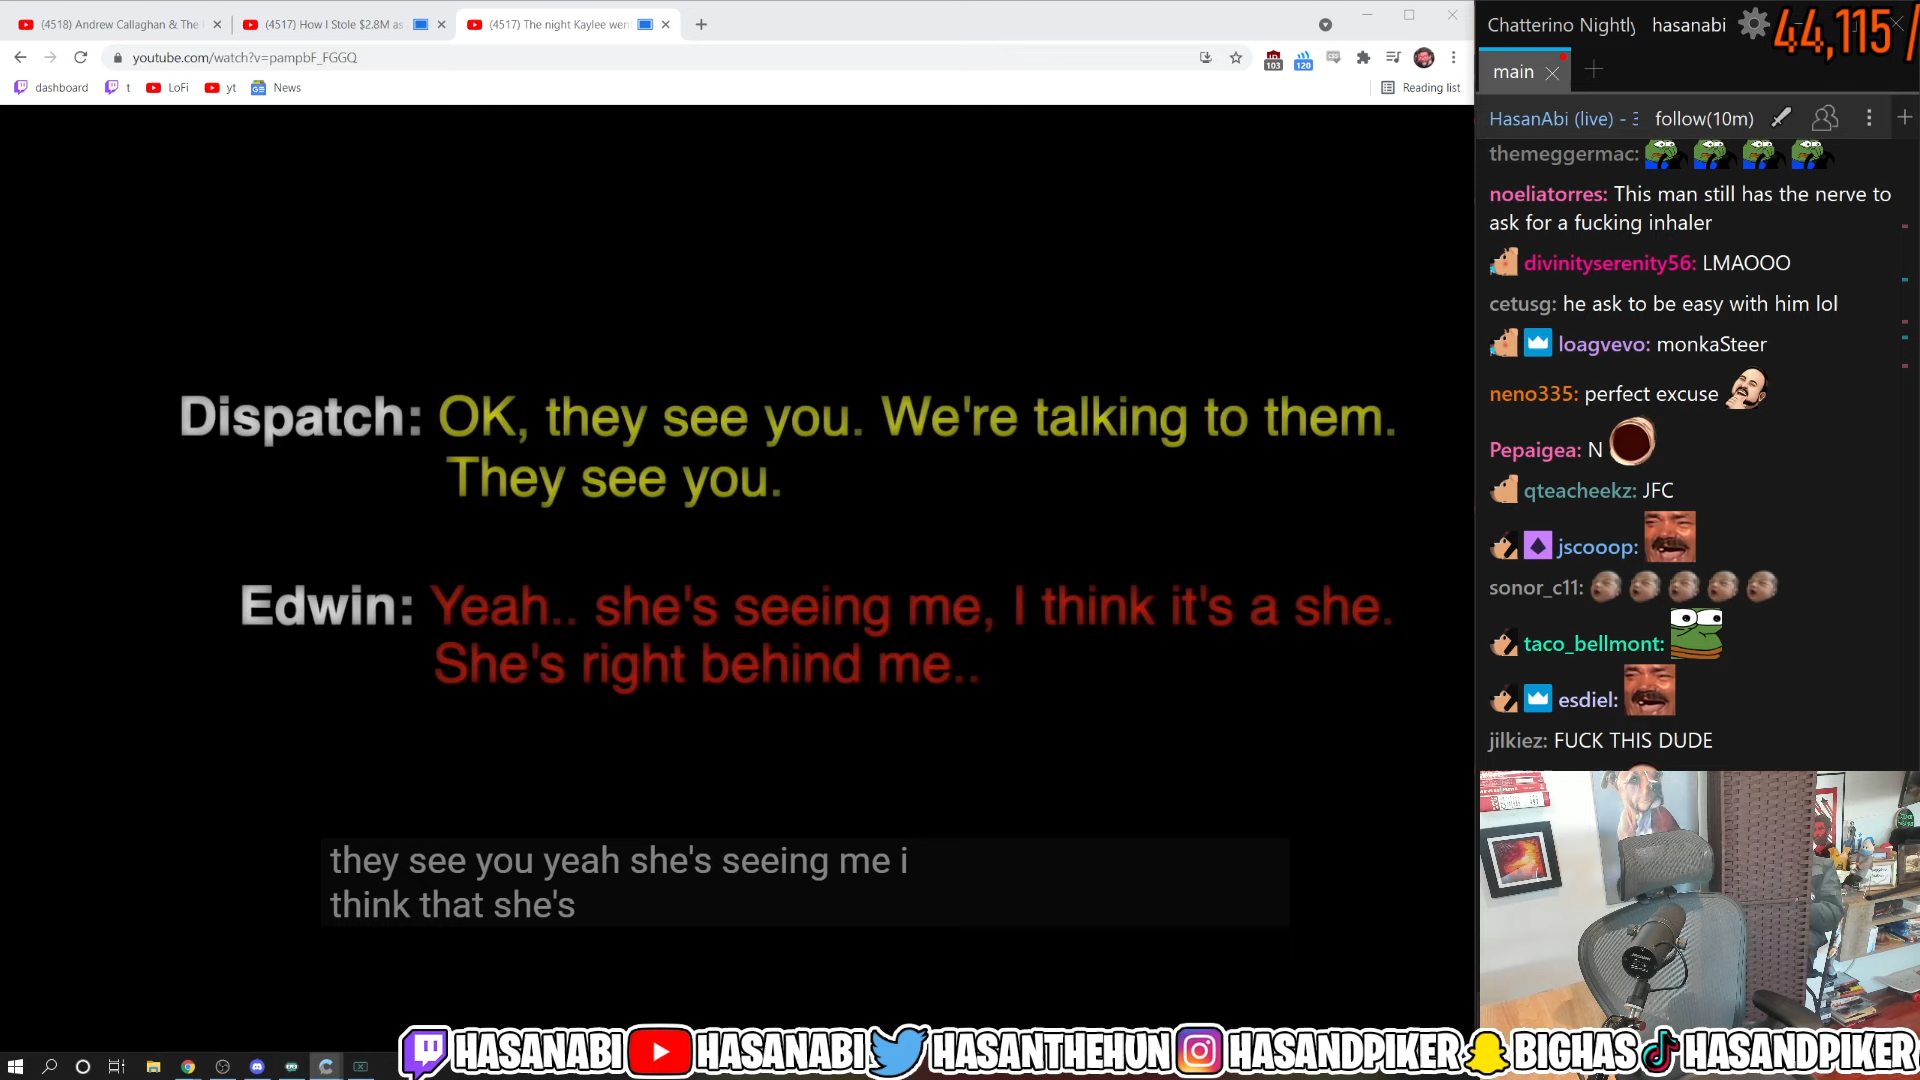 (4518) Andrew Callaghan & The
(4517) How I Stole $2.8M as
(4517) The night Kaylee wen
youtube.com/watch?v=pampbF_FGGQ
103
120
dashboard
t
LoFi
yt
News
Reading list
Dispatch: OK, they see you. We're talking to them.
They see you.
Edwin: Yeah.. she's seeing me, I think it's a she.
She's right behind me..
they see you yeah she's seeing me i
think that she's
Chatterino Nightly
hasanabi
44,115 /
main
HasanAbi (live) - 3
follow(10m)
themeggermac:
noeliatorres: This man still has the nerve to
ask for a fucking inhaler
divinityserenity56: LMAOOO
cetusg: he ask to be easy with him lol
loagvevo: monkaSteer
neno335: perfect excuse
Pepaigea: N
qteacheekz: JFC
jscooop:
sonor_c11:
taco_bellmont:
esdiel:
jilkiez: FUCK THIS DUDE
HASANABI
HASANABI
HASANTHEHUN
HASANDPIKER
BIGHAS
HASANDPIKER